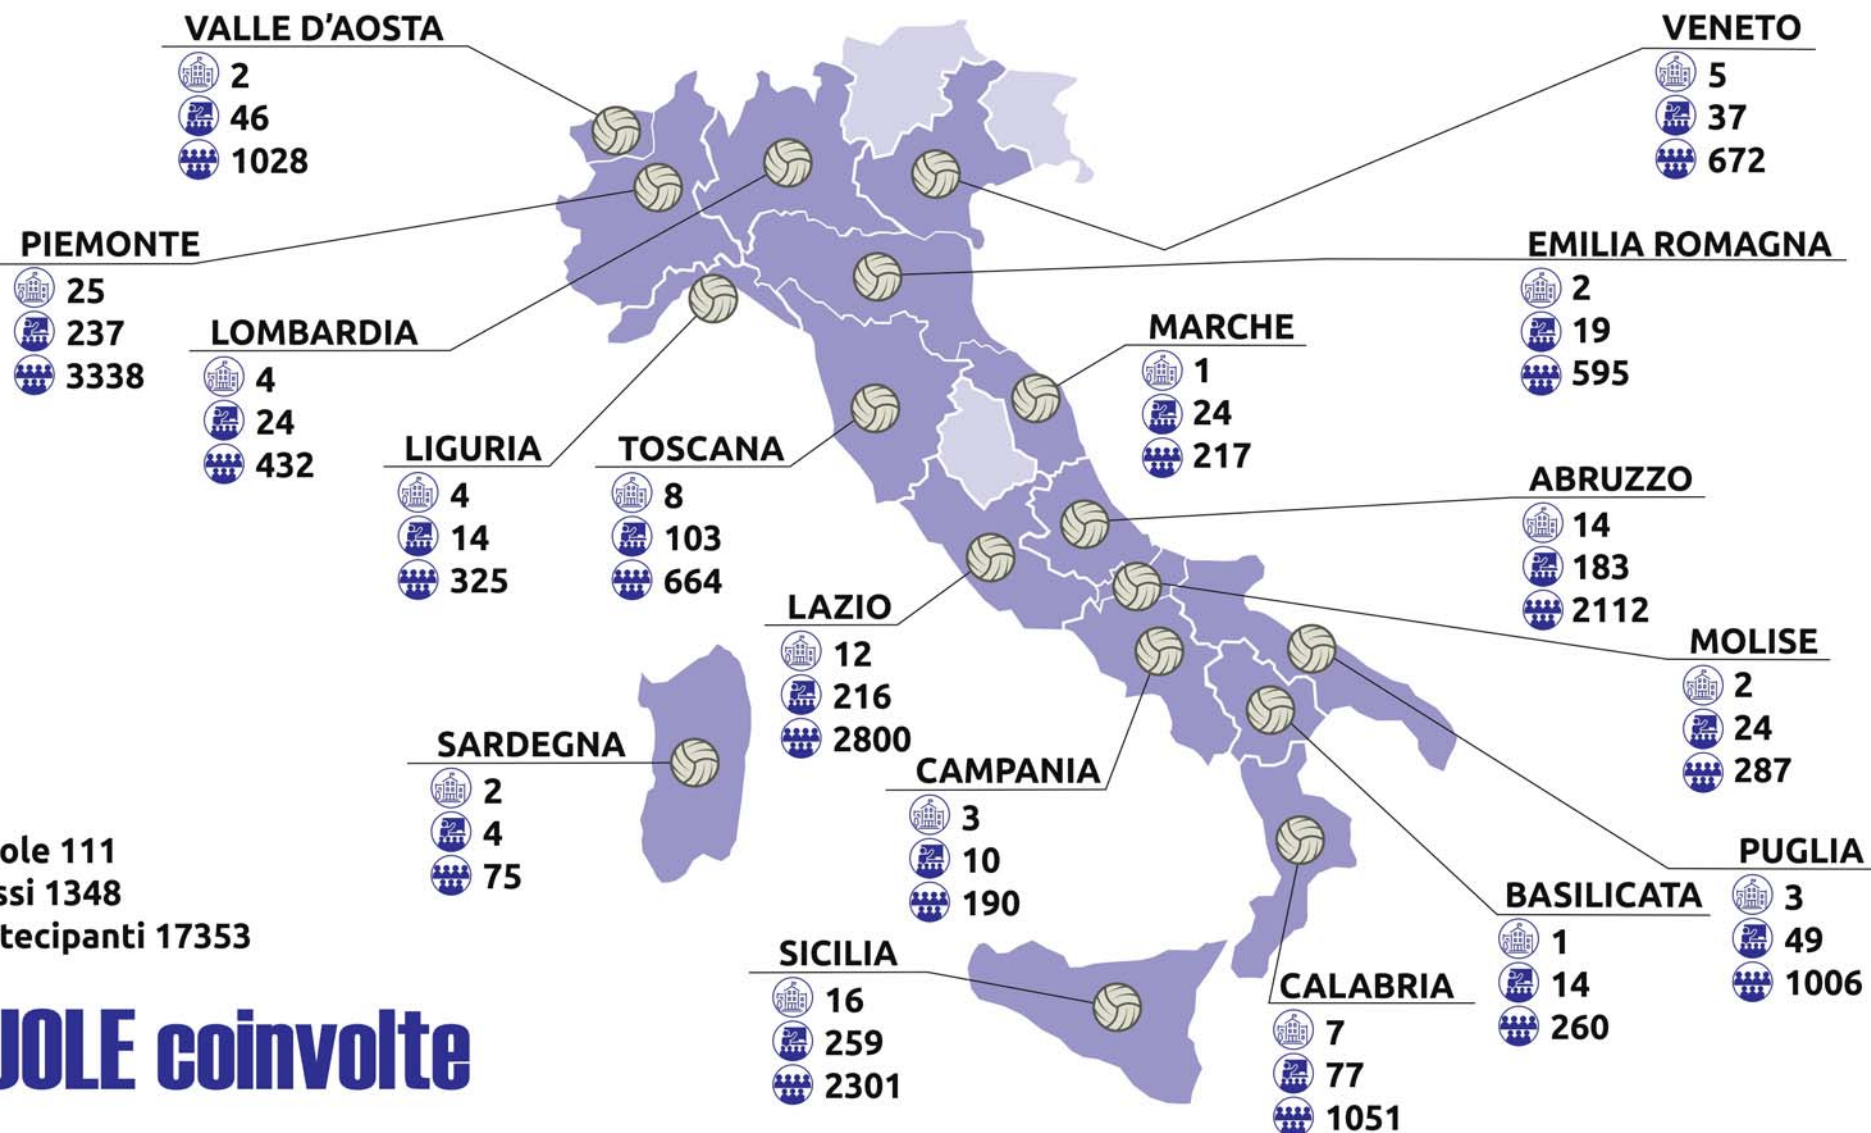 VALLE D'AOSTA
2
46
1028
VENETO
5
37
672
PIEMONTE
25
237
3338
EMILIA ROMAGNA
2
19
595
LOMBARDIA
4
24
432
MARCHE
1
24
217
LIGURIA
4
14
325
TOSCANA
8
103
664
ABRUZZO
14
183
2112
LAZIO
12
216
2800
MOLISE
2
24
287
SARDEGNA
2
4
75
CAMPANIA
3
10
190
PUGLIA
3
49
1006
BASILICATA
1
14
260
SICILIA
16
259
2301
CALABRIA
7
77
1051
ole 111
ssi 1348
tecipanti 17353
UOLE coinvolte